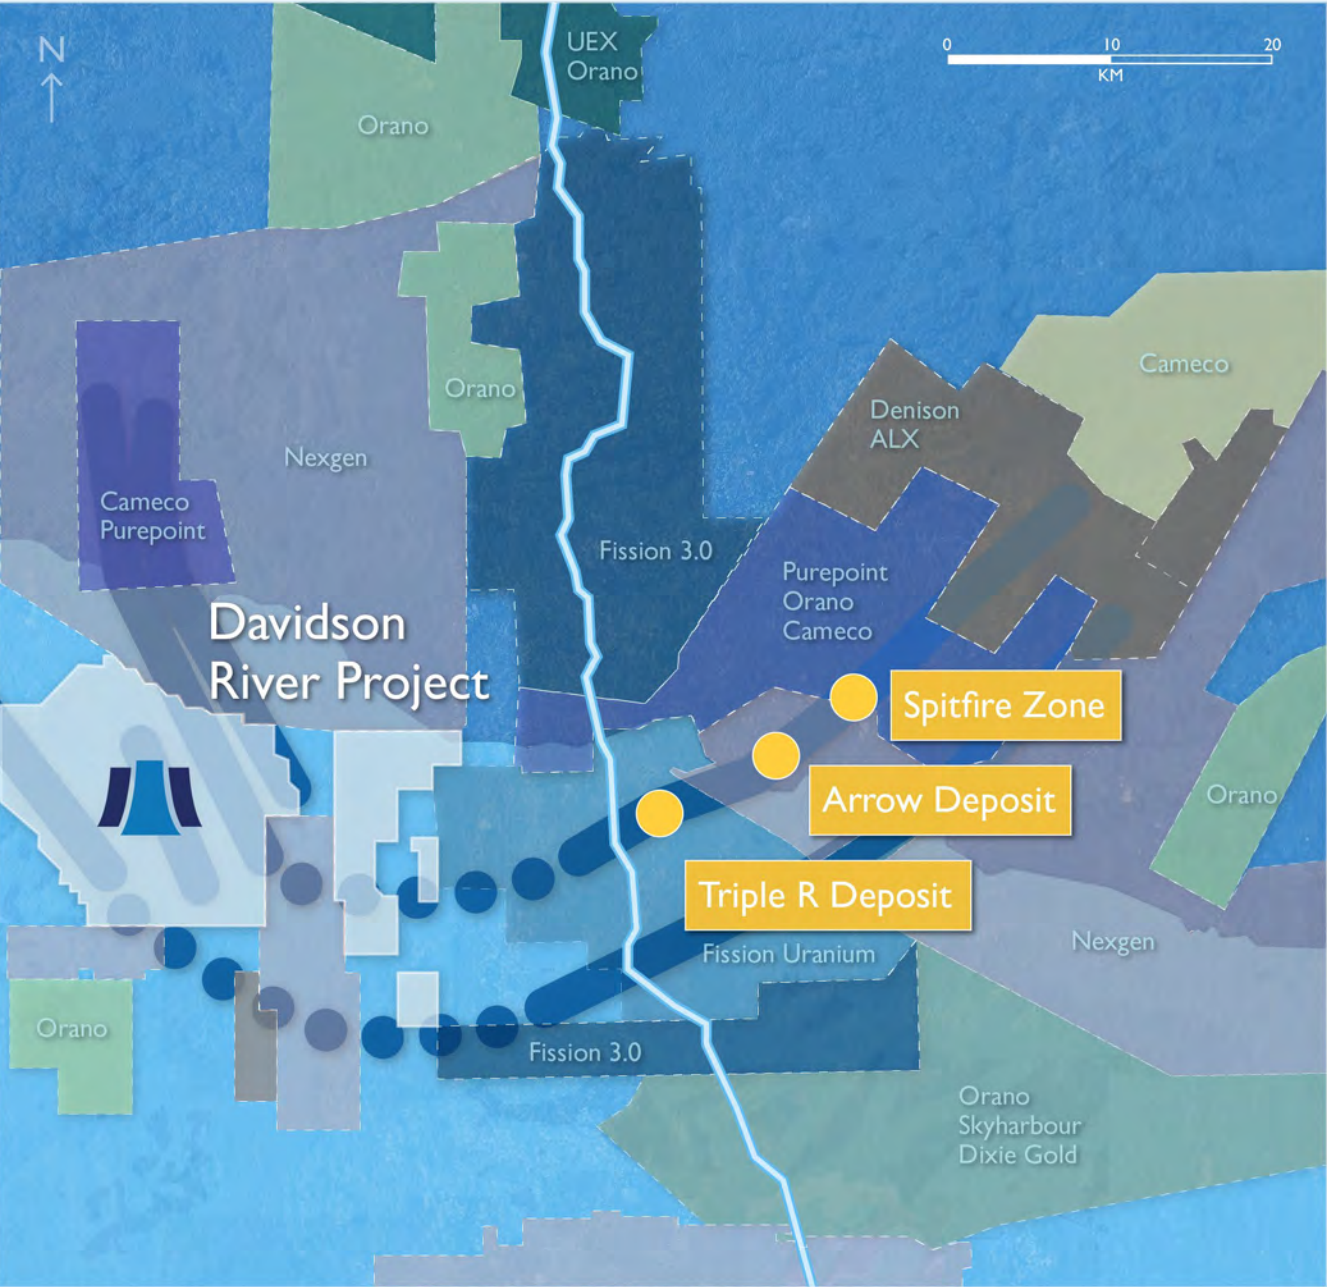 N
UEX
Orano
0 10 20
KM
Orano
Cameco
Orano
Denison
ALX
Nexgen
Cameco
Purepoint
Fission 3.0
Purepoint
Orano
Cameco
Davidson
River Project
Spitfire Zone
Arrow Deposit
Orano
Triple R Deposit
Fission Uranium
Nexgen
Orano
Fission 3.0
Orano
Skyharbour
Dixie Gold